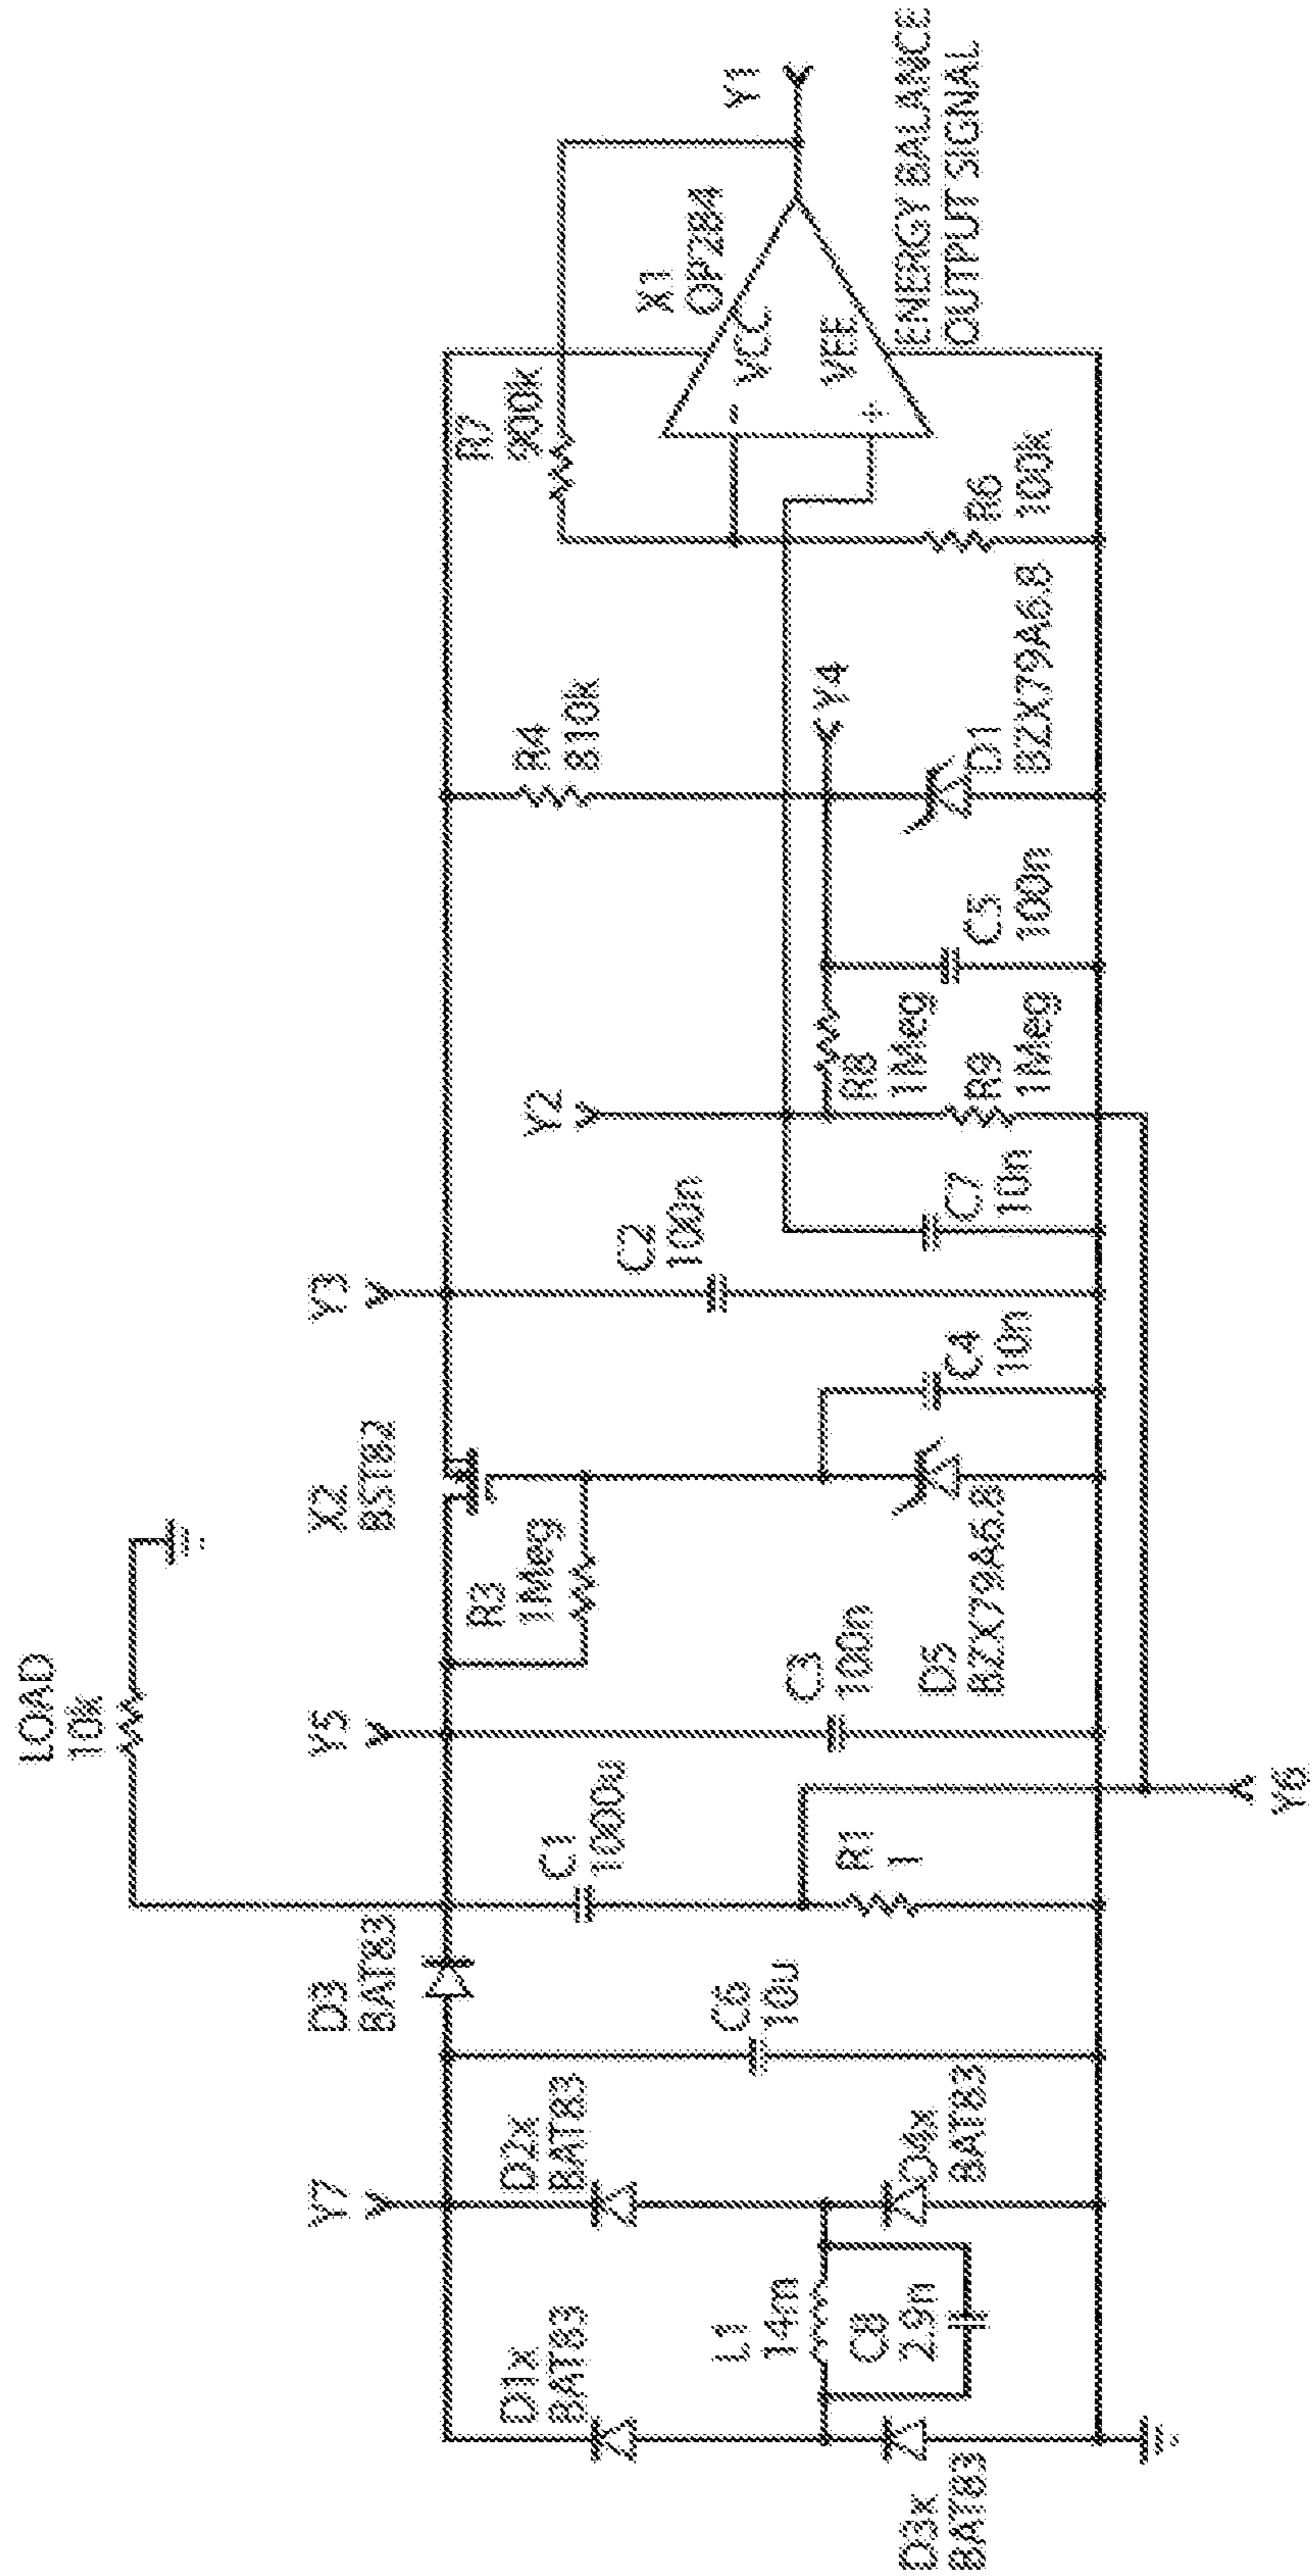 LOAD
10k
D3
BAT83
Y5
X2
BST82
Y3
Y7
D1x
BAT83
D2x
BAT83
C1
1000u
R3
1Meg
C2
100n
Y2
R4
810k
R7
900k
X1
OP284
Y1
L1
14m
C6
10u
C3
100n
Y4
VCC
VEE
-
+
C8
2.9n
R1
1
R8
1Meg
D3x
BAT83
D4x
BAT83
D5
BZX79A6.8
C4
10n
C7
10n
R9
1Meg
C5
100n
D1
BZX79A6.8
R6
100k
ENERGY BALANCE
OUTPUT SIGNAL
Y6